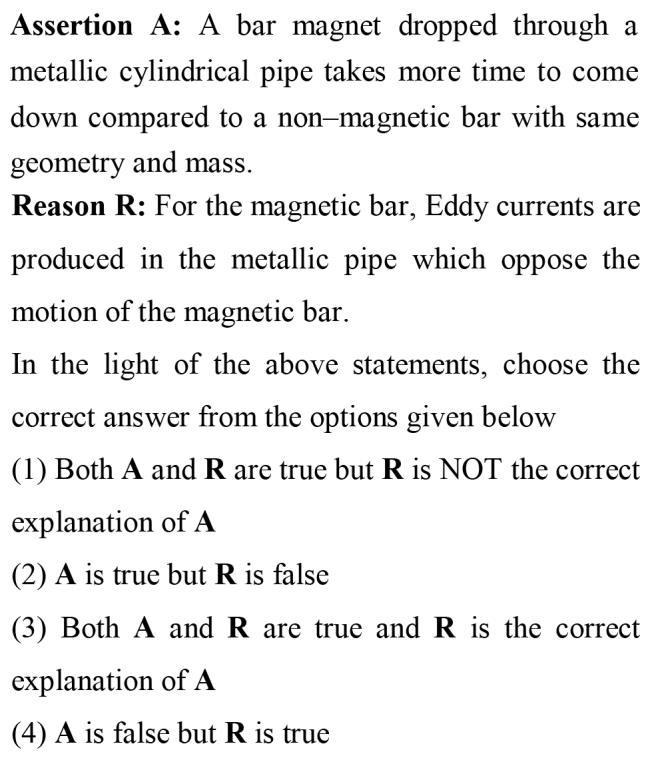 Assertion A: A bar magnet dropped through a
metallic cylindrical pipe takes more time to come
down compared to a non–magnetic bar with same
geometry and mass.
Reason R: For the magnetic bar, Eddy currents are
produced in the metallic pipe which oppose the
motion of the magnetic bar.
In the light of the above statements, choose the
correct answer from the options given below
(1) Both A and R are true but R is NOT the correct
explanation of A
(2) A is true but R is false
(3) Both A and R are true and R is the correct
explanation of A
(4) A is false but R is true